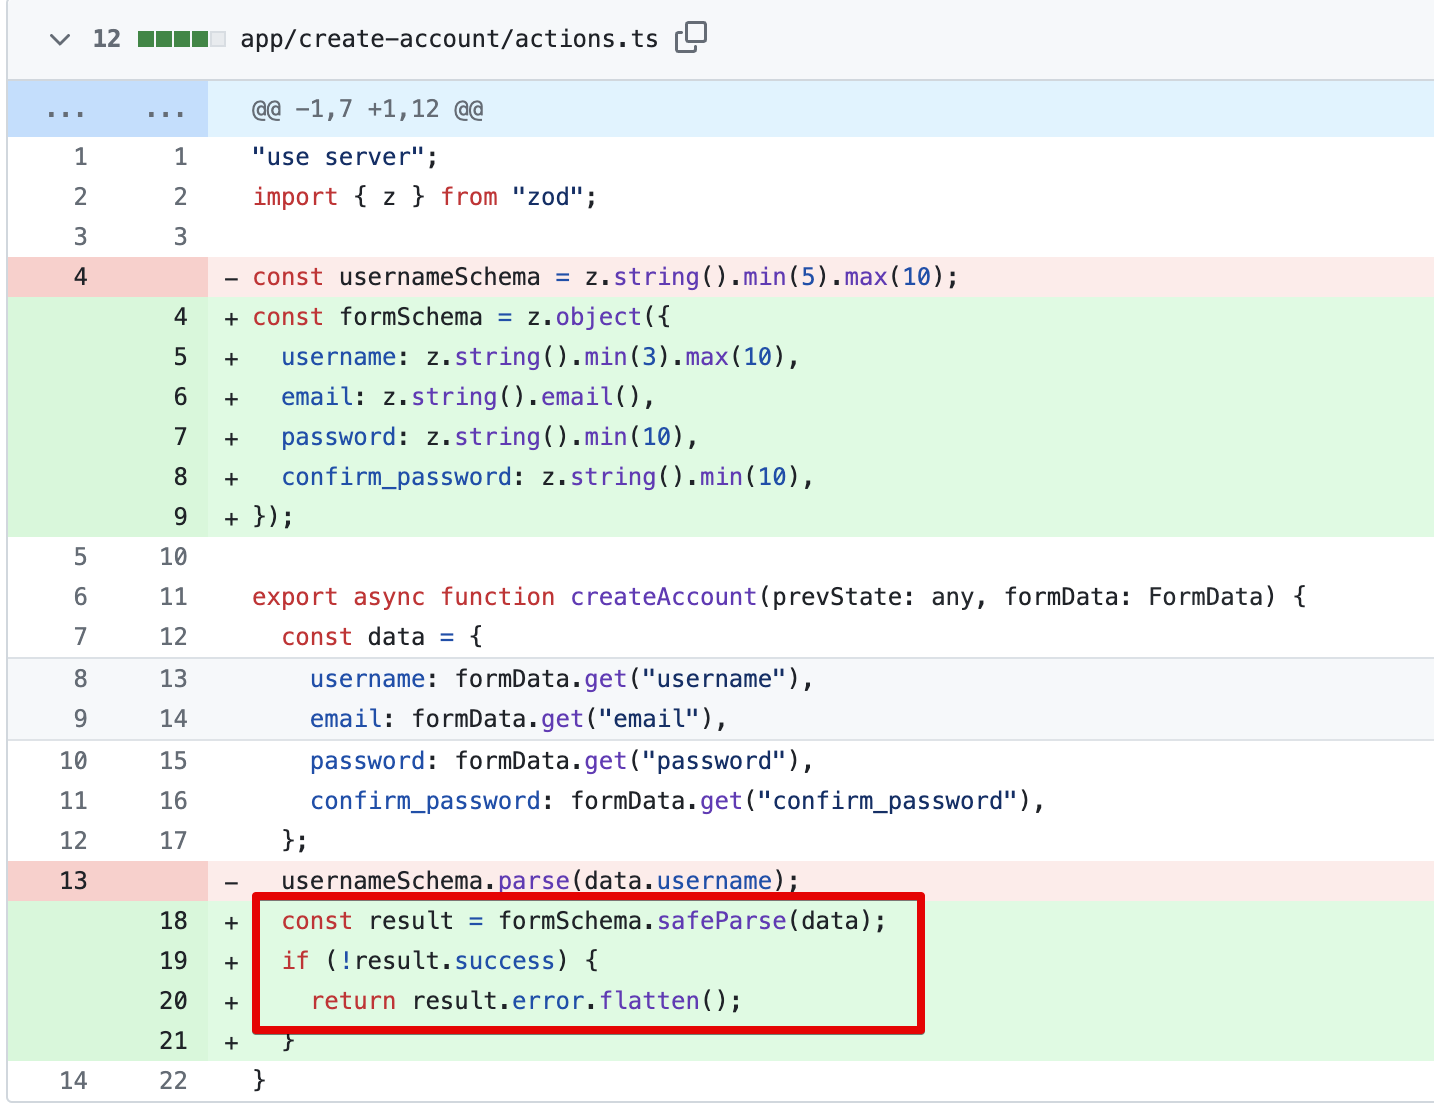 12 app/create-account/actions.ts
... ... @@ -1,7 +1,12 @@
1 1 "use server";
2 2 import { z } from "zod";
3 3
4 - const usernameSchema = z.string().min(5).max(10);
4 + const formSchema = z.object({
5 + username: z.string().min(3).max(10),
6 + email: z.string().email(),
7 + password: z.string().min(10),
8 + confirm_password: z.string().min(10),
9 + });
5 10
6 11 export async function createAccount(prevState: any, formData: FormData) {
7 12 const data = {
8 13 username: formData.get("username"),
9 14 email: formData.get("email"),
10 15 password: formData.get("password"),
11 16 confirm_password: formData.get("confirm_password"),
12 17 };
13 - usernameSchema.parse(data.username);
18 + const result = formSchema.safeParse(data);
19 + if (!result.success) {
20 + return result.error.flatten();
21 + }
14 22 }